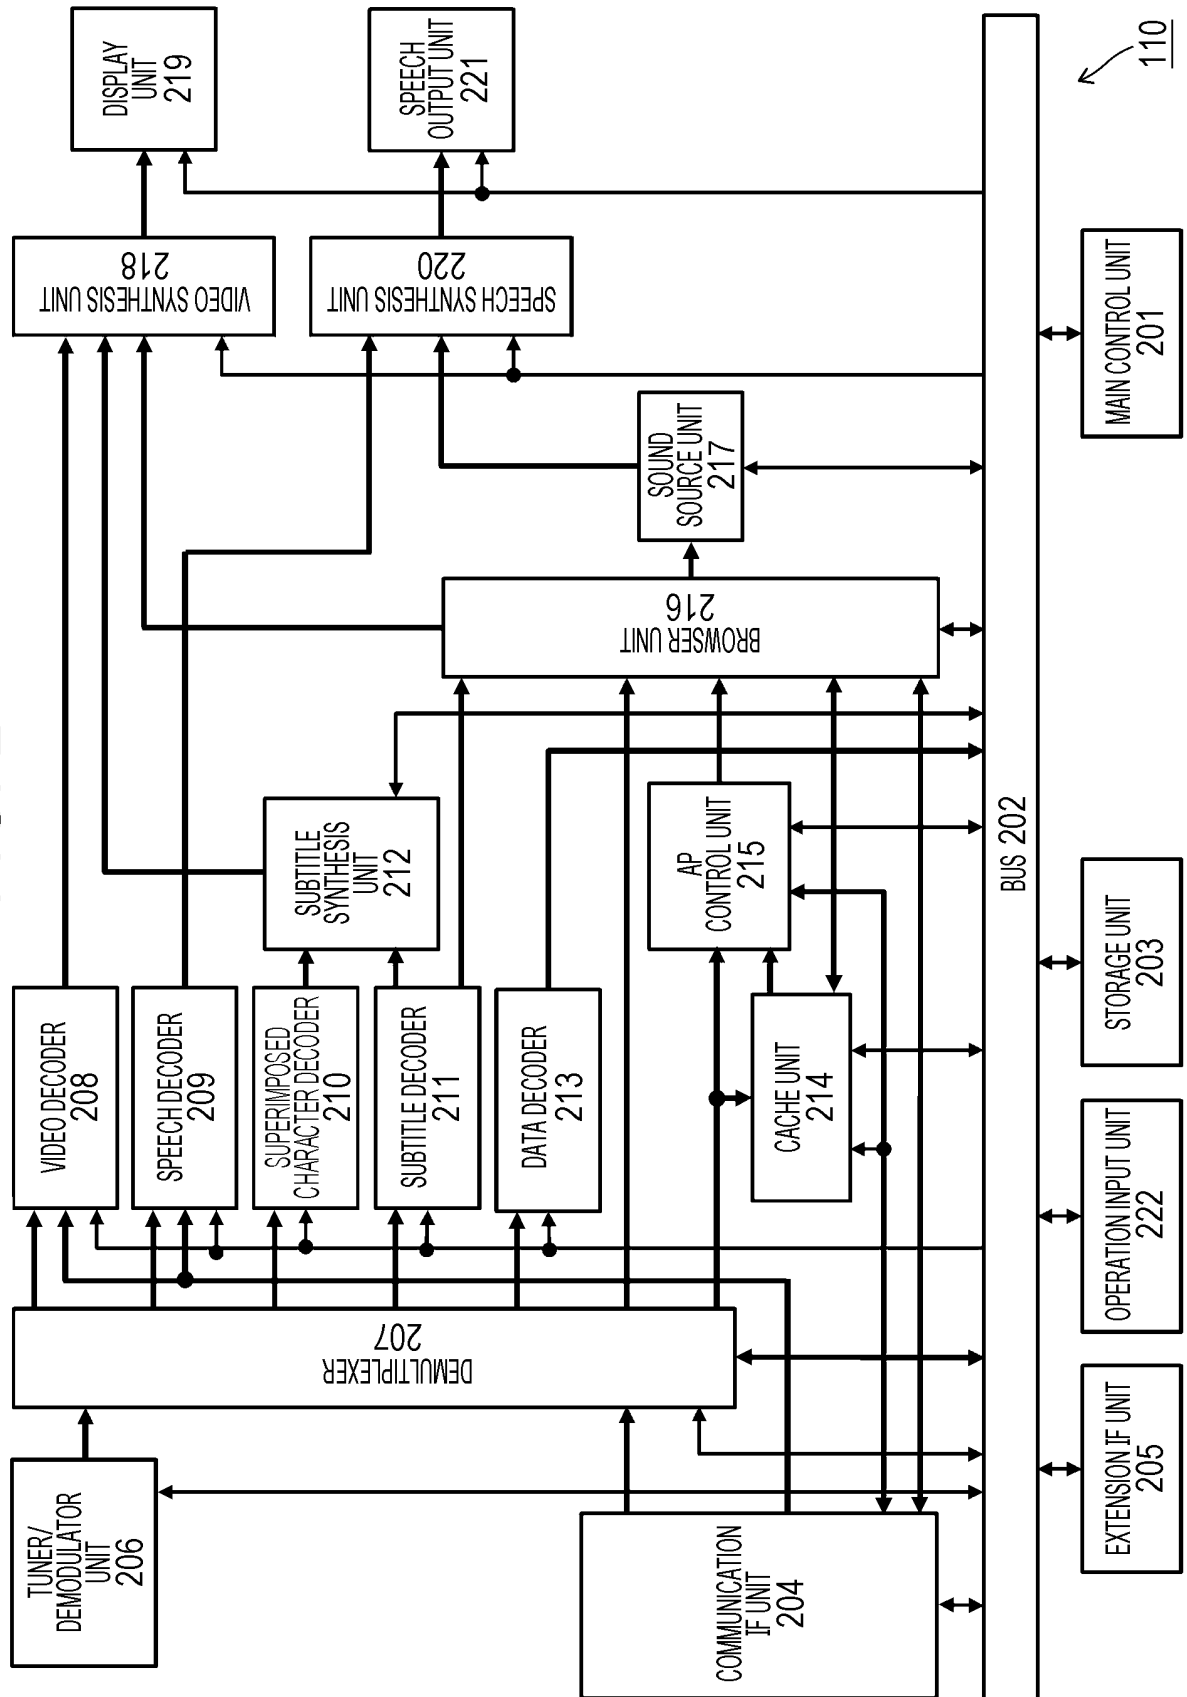 110
TUNER/
DEMODULATOR
UNIT
206
COMMUNICATION
IF UNIT
204
DEMULTIPLEXER
207
VIDEO DECODER
208
SPEECH DECODER
209
SUPERIMPOSED
CHARACTER DECODER
210
SUBTITLE DECODER
211
DATA DECODER
213
CACHE UNIT
214
SUBTITLE
SYNTHESIS
UNIT
212
AP
CONTROL UNIT
215
BROWSER UNIT
216
SOUND
SOURCE UNIT
217
VIDEO SYNTHESIS UNIT
218
SPEECH SYNTHESIS UNIT
220
DISPLAY
UNIT
219
SPEECH
OUTPUT UNIT
221
BUS 202
EXTENSION IF UNIT
205
OPERATION INPUT UNIT
222
STORAGE UNIT
203
MAIN CONTROL UNIT
201